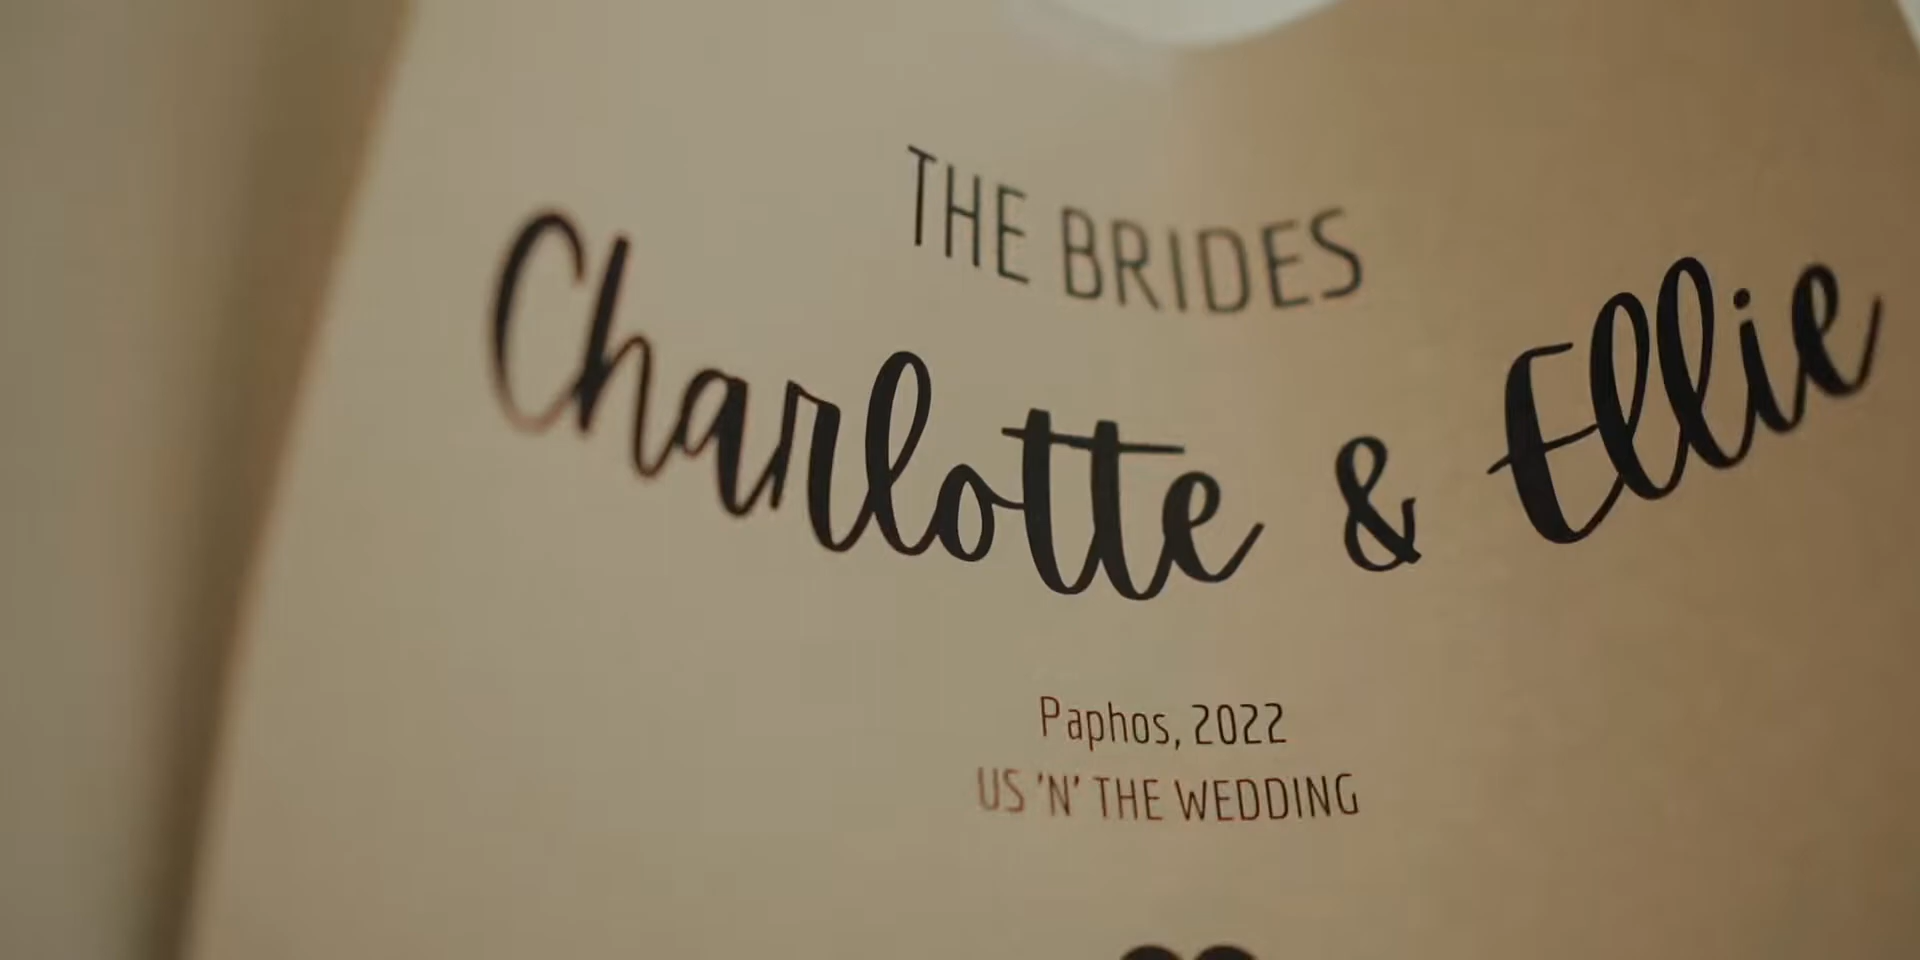 THE BRIDES
Charlotte & Ellie
Paphos, 2022
US 'N' THE WEDDING